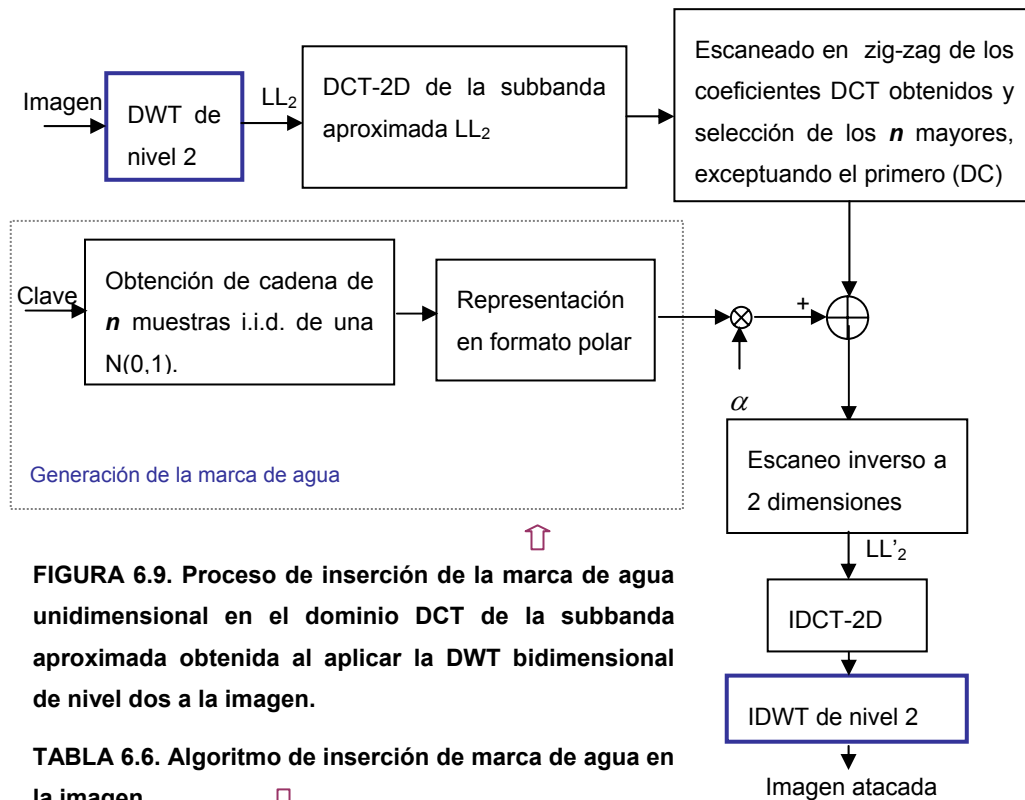 Imagen
DWT de
nivel 2
LL2
DCT-2D de la subbanda
aproximada LL2
Escaneado en zig-zag de los
coeficientes DCT obtenidos y
selección de los n mayores,
exceptuando el primero (DC)
Clave
Obtención de cadena de
n muestras i.i.d. de una
N(0,1).
Representación
en formato polar
+
α
Generación de la marca de agua
Escaneo inverso a
2 dimensiones
LL'2
IDCT-2D
IDWT de nivel 2
Imagen atacada
FIGURA 6.9. Proceso de inserción de la marca de agua
unidimensional en el dominio DCT de la subbanda
aproximada obtenida al aplicar la DWT bidimensional
de nivel dos a la imagen.
TABLA 6.6. Algoritmo de inserción de marca de agua en
la imagen